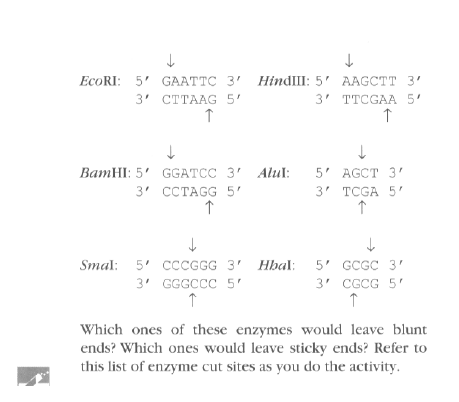 EcoRI: 5′ GAATTC 3′ HindIII: 5′ AAGCTT 3′
3′ CTTAAG 5′ 3′ TTCGAA 5′
BamHI: 5′ GGATCC 3′ AluI: 5′ AGCT 3′
3′ CCTAGG 5′ 3′ TCGA 5′
SmaI: 5′ CCCGGG 3′ HhaI: 5′ GCGC 3′
3′ GGGCCC 5′ 3′ CGCG 5′
Which ones of these enzymes would leave blunt
ends? Which ones would leave sticky ends? Refer to
this list of enzyme cut sites as you do the activity.